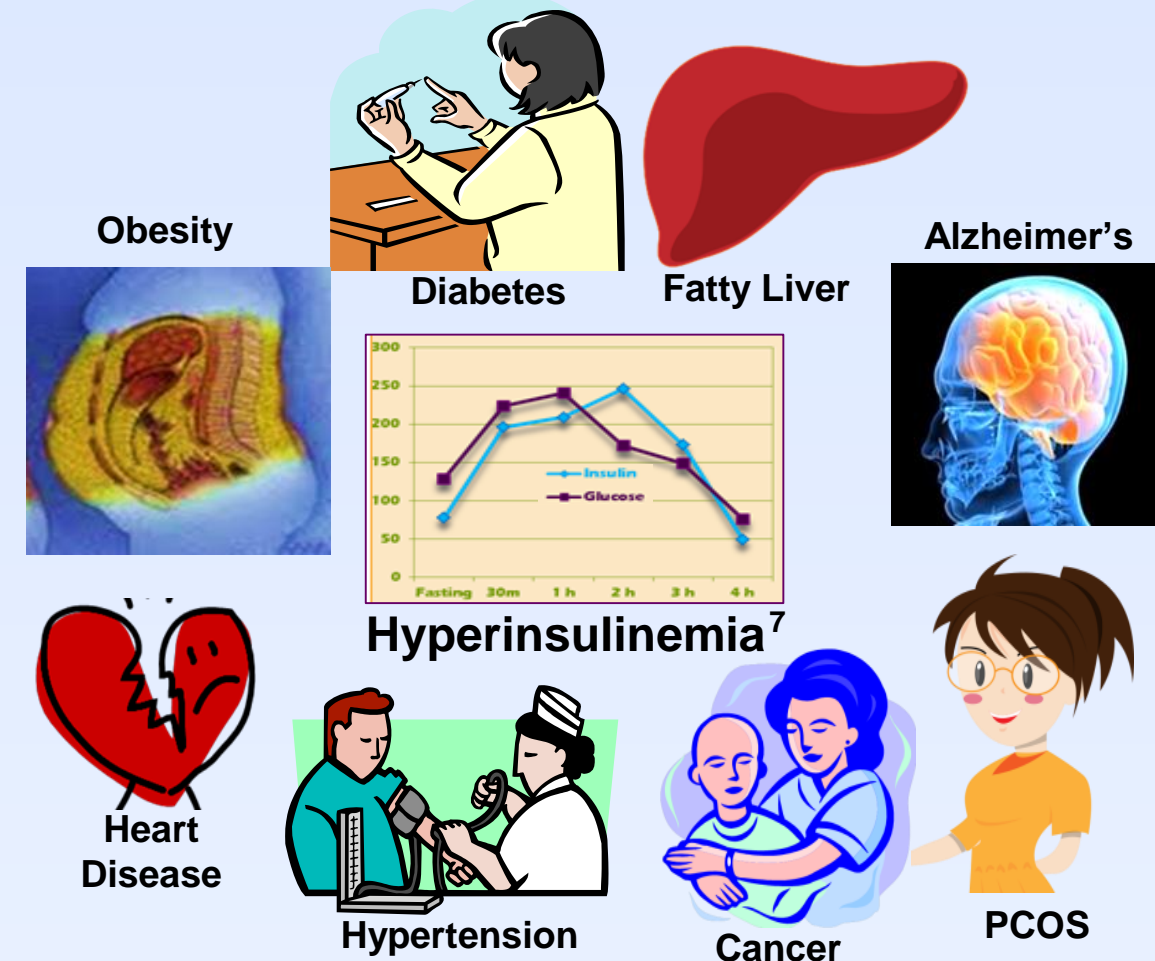 Obesity
Diabetes
Fatty Liver
Alzheimer's
300
250
200
150
100
50
0
Insulin
Glucose
Fasting 30m 1 h 2 h 3 h 4 h
Hyperinsulinemia7
Heart
Disease
Hypertension
Cancer
PCOS